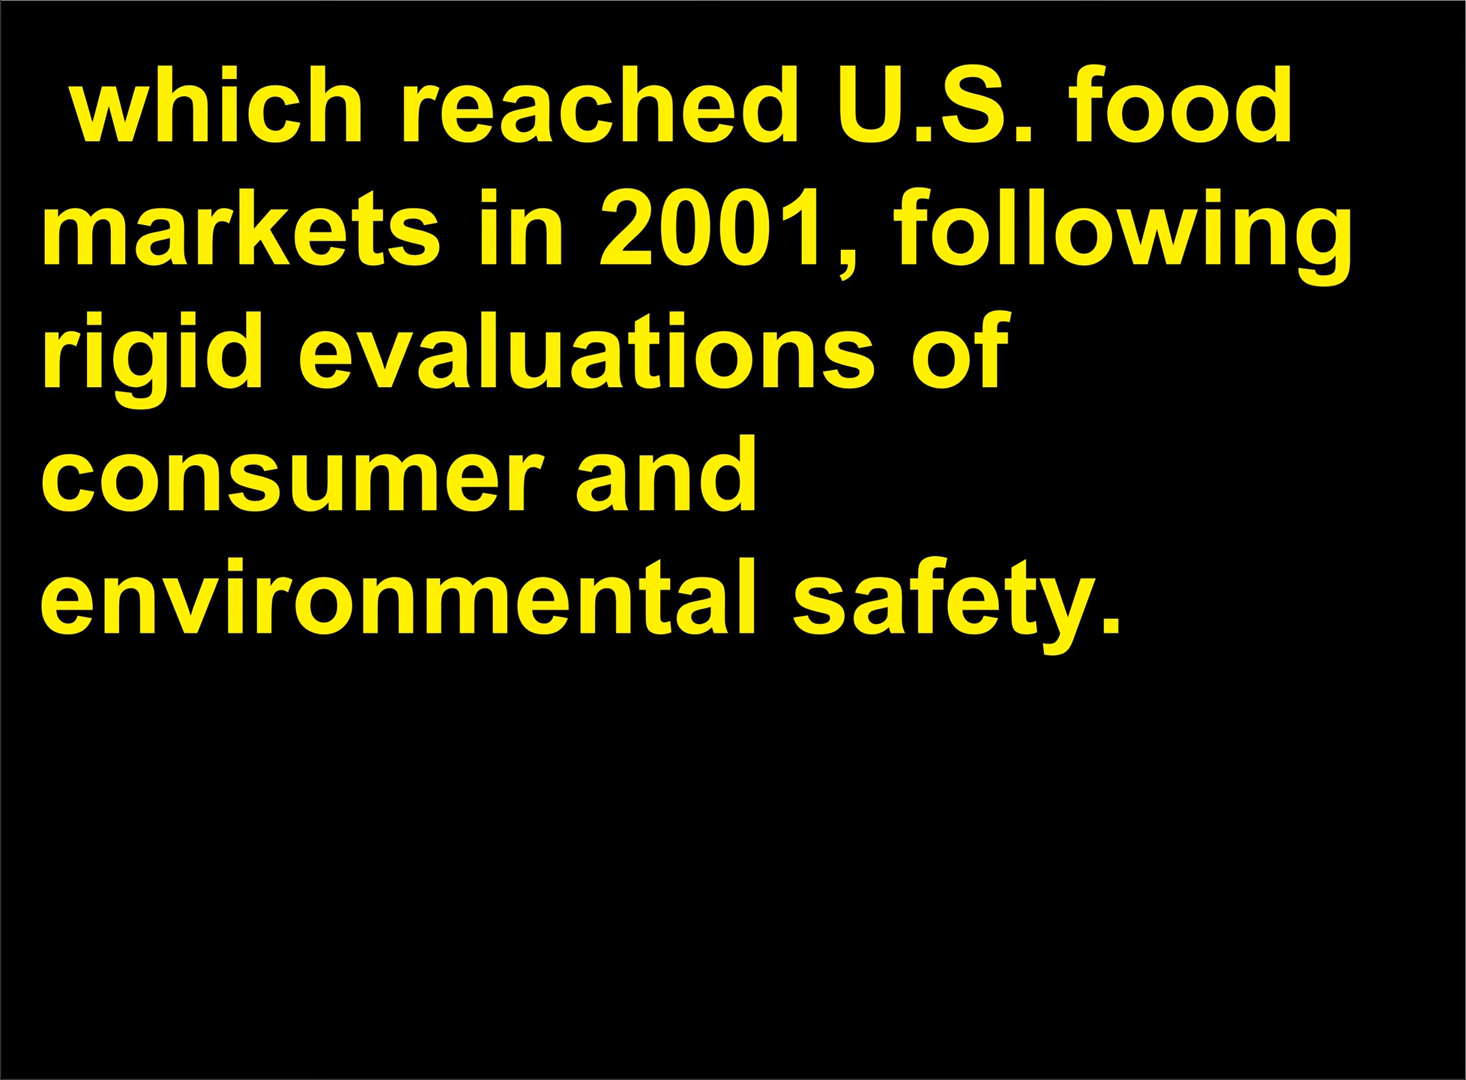 which reached U.S. food
markets in 2001, following
rigid evaluations of
consumer and
environmental safety.